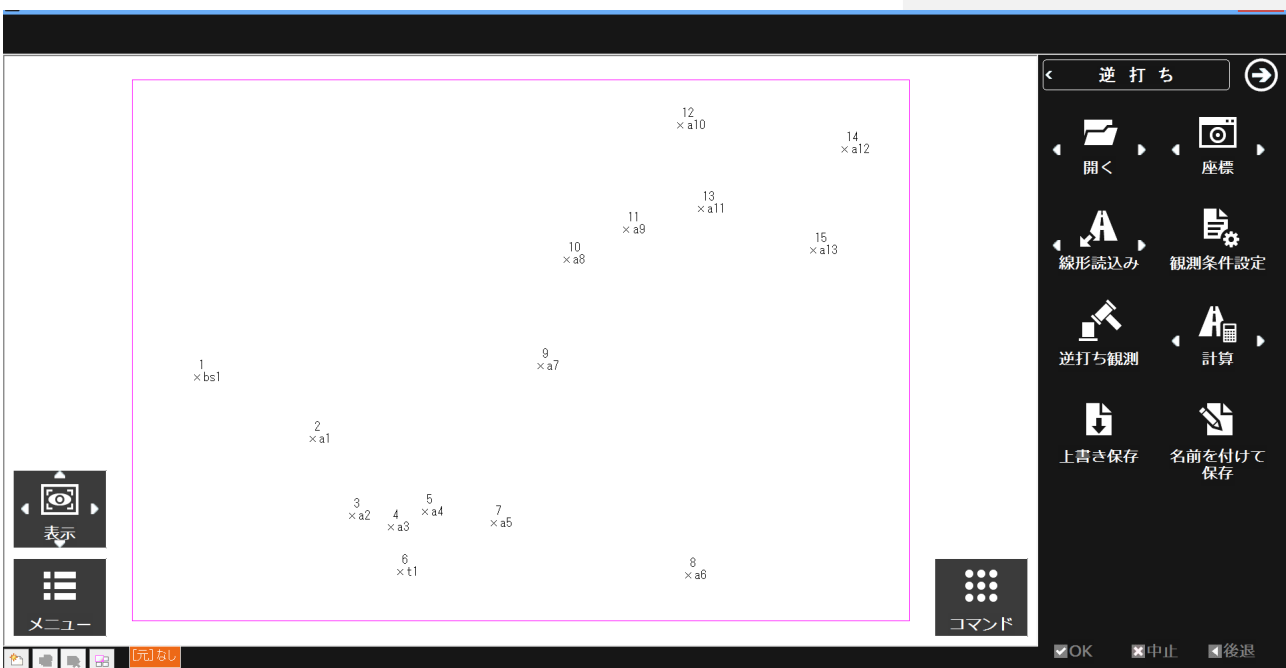 逆 打 ち
開く
座標
線形読込み
観測条件設定
逆打ち観測
計算
上書き保存
名前を付けて
保存
12
× a10
14
× a12
13
× a11
11
× a9
15
× a13
10
× a8
9
× a7
1
× bs1
2
× a1
3
× a2
4
× a3
5
× a4
7
× a5
6
× t1
8
× a6
表示
メニュー
コマンド
[元]なし
OK
中止
後退